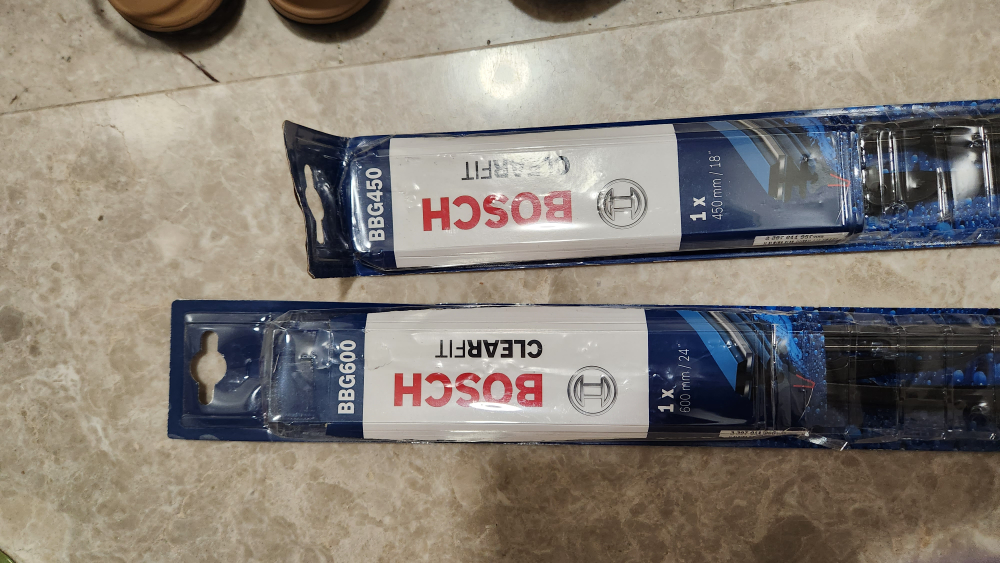 BBG450
BOSCH
CLEARFIT
1 x
450 mm / 18"
BBG600
BOSCH
CLEARFIT
1 x
600 mm / 24"